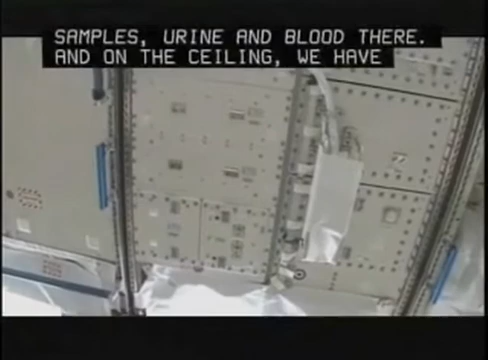 SAMPLES, URINE AND BLOOD THERE.
AND ON THE CEILING, WE HAVE